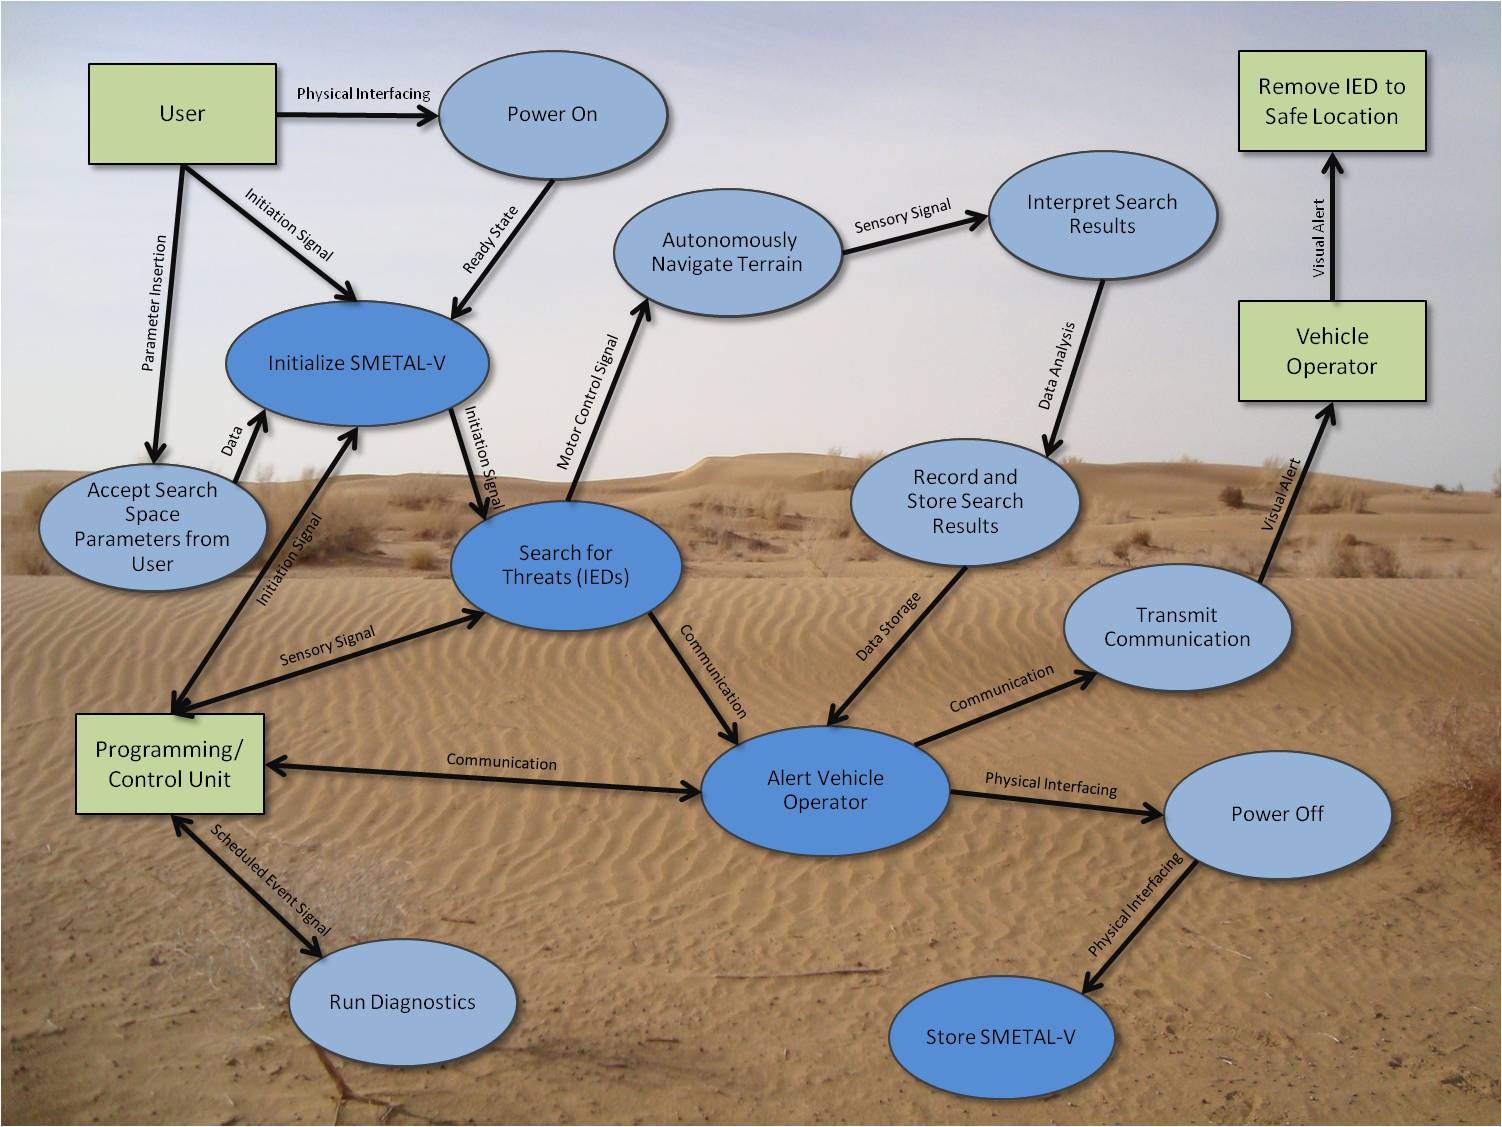 User
Physical Interfacing
Power On
Remove IED to
Safe Location
Initiation Signal
Ready State
Parameter Insertion
Autonomously
Navigate Terrain
Sensory Signal
Interpret Search
Results
Visual Alert
Initialize SMETAL-V
Vehicle
Operator
Motor Control Signal
Data Analysis
Data
Initiation Signal
Accept Search
Space
Parameters from
User
Initiation Signal
Search for
Threats (IEDs)
Record and
Store Search
Results
Visual Alert
Sensory Signal
Communication
Data Storage
Transmit
Communication
Communication
Programming/
Control Unit
Communication
Alert Vehicle
Operator
Physical Interfacing
Power Off
Scheduled Event Signal
Physical Interfacing
Run Diagnostics
Store SMETAL-V